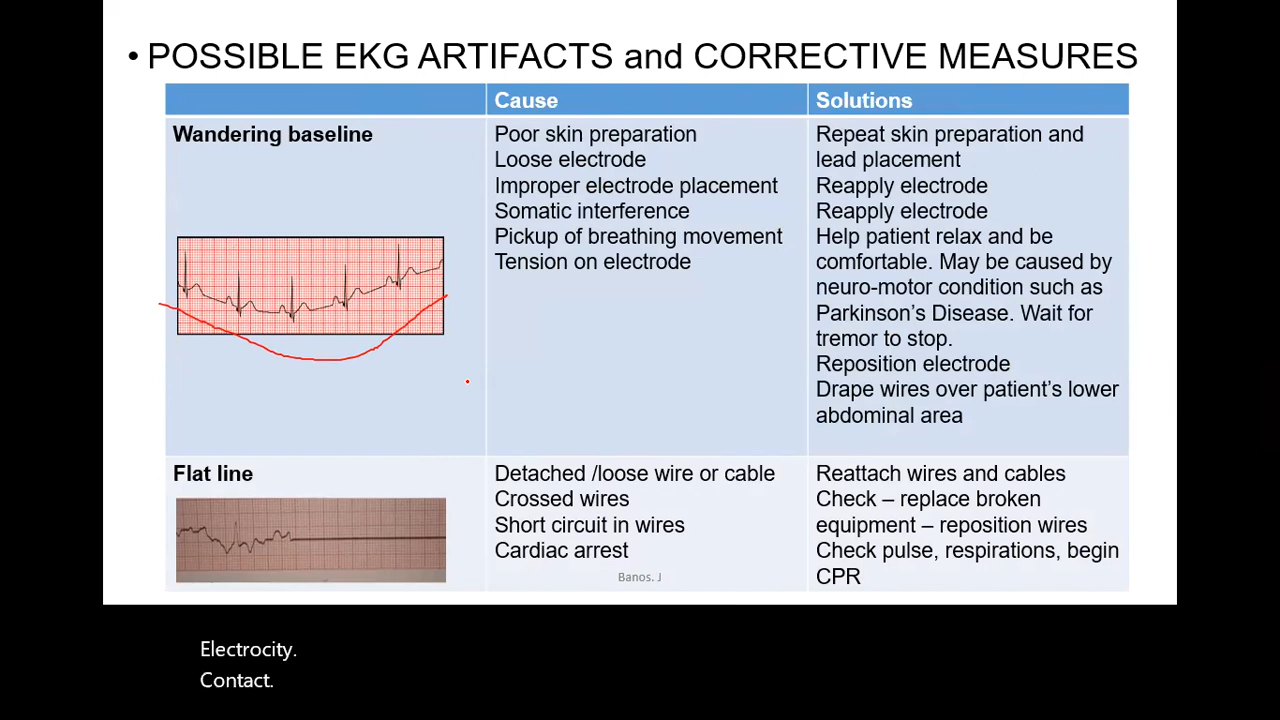 • POSSIBLE EKG ARTIFACTS and CORRECTIVE MEASURES
Cause
Solutions
Wandering baseline
Poor skin preparation
Loose electrode
Improper electrode placement
Somatic interference
Pickup of breathing movement
Tension on electrode
Repeat skin preparation and
lead placement
Reapply electrode
Reapply electrode
Help patient relax and be
comfortable. May be caused by
neuro-motor condition such as
Parkinson’s Disease. Wait for
tremor to stop.
Reposition electrode
Drape wires over patient’s lower
abdominal area
Flat line
Detached /loose wire or cable
Crossed wires
Short circuit in wires
Cardiac arrest
Reattach wires and cables
Check – replace broken
equipment – reposition wires
Check pulse, respirations, begin
CPR
Banos. J
Electrocity.
Contact.